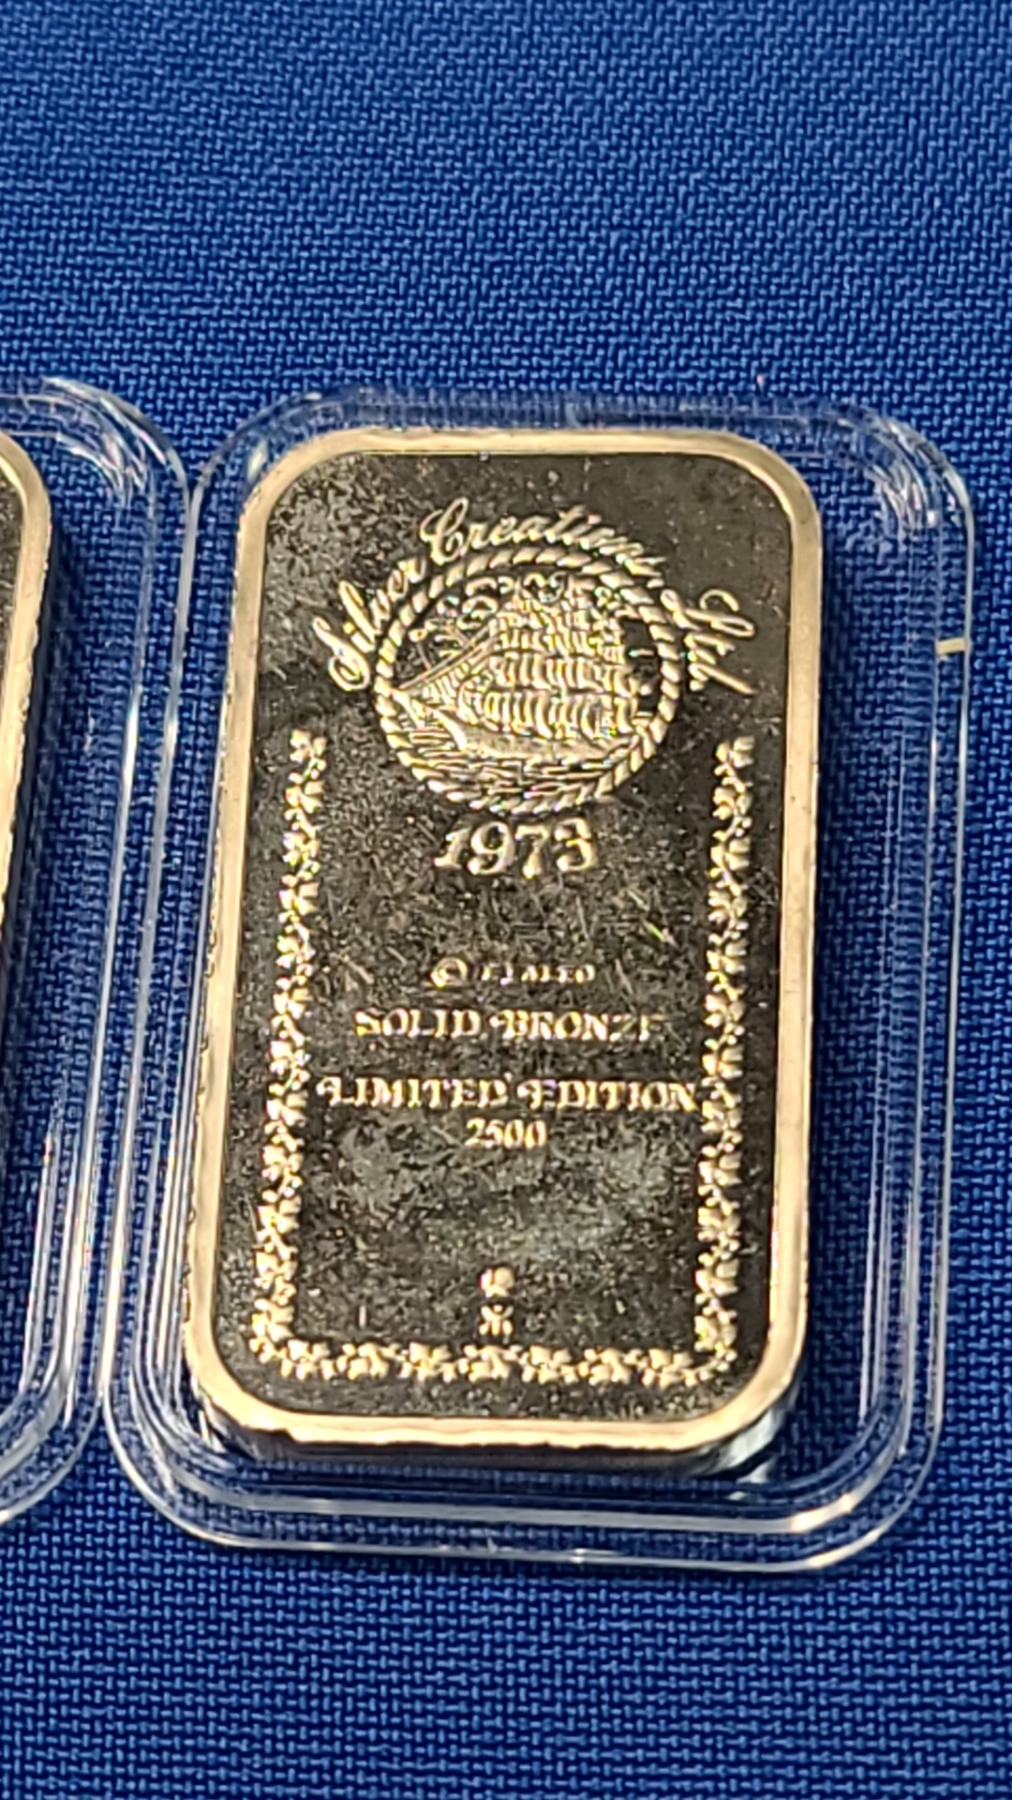 Silver Creations, Ltd.
1973
©
SOLID BRONZE
LIMITED EDITION
2500